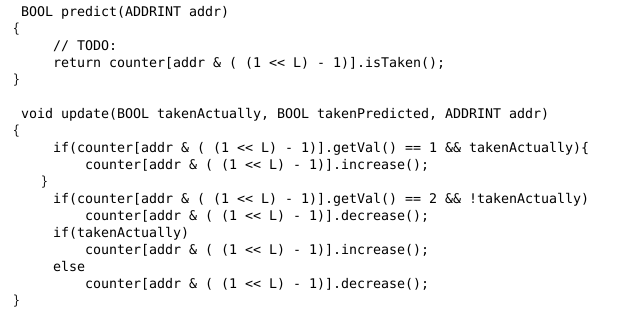 BOOL predict(ADDRINT addr)
{
     // TODO:
     return counter[addr & ( (1 << L) - 1)].isTaken();
}

 void update(BOOL takenActually, BOOL takenPredicted, ADDRINT addr)
{
     if(counter[addr & ( (1 << L) - 1)].getVal() == 1 && takenActually){
         counter[addr & ( (1 << L) - 1)].increase();
    }
     if(counter[addr & ( (1 << L) - 1)].getVal() == 2 && !takenActually)
         counter[addr & ( (1 << L) - 1)].decrease();
     if(takenActually)
         counter[addr & ( (1 << L) - 1)].increase();
     else
         counter[addr & ( (1 << L) - 1)].decrease();
}